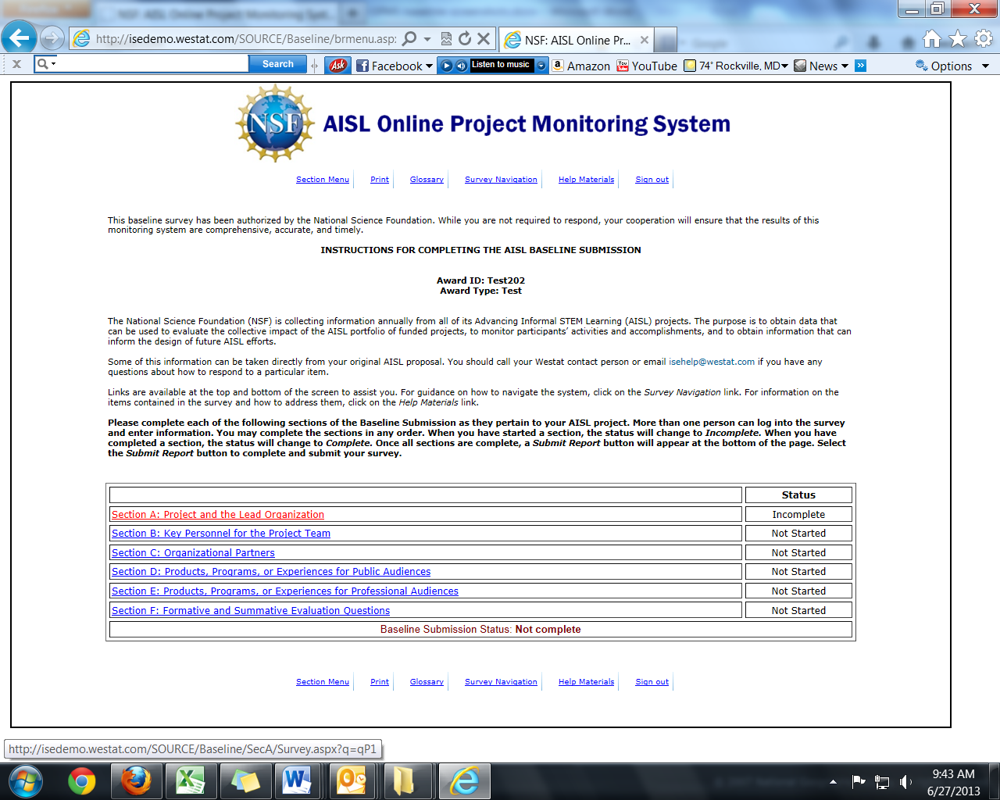 http://isedemo.westat.com/SOURCE/Baseline/brmenu.asp:
NSF: AISL Online Pr...
Search
Ask
Facebook
Listen to music
Amazon
YouTube
74° Rockville, MD
News
Options
NSF
AISL Online Project Monitoring System
Section Menu
Print
Glossary
Survey Navigation
Help Materials
Sign out
This baseline survey has been authorized by the National Science Foundation. While you are not required to respond, your cooperation will ensure that the results of this
monitoring system are comprehensive, accurate, and timely.
INSTRUCTIONS FOR COMPLETING THE AISL BASELINE SUBMISSION
Award ID: Test202
Award Type: Test
The National Science Foundation (NSF) is collecting information annually from all of its Advancing Informal STEM Learning (AISL) projects. The purpose is to obtain data that
can be used to evaluate the collective impact of the AISL portfolio of funded projects, to monitor participants' activities and accomplishments, and to obtain information that can
inform the design of future AISL efforts.
Some of this information can be taken directly from your original AISL proposal. You should call your Westat contact person or email isehelp@westat.com if you have any
questions about how to respond to a particular item.
Links are available at the top and bottom of the screen to assist you. For guidance on how to navigate the system, click on the Survey Navigation link. For information on the
items contained in the survey and how to address them, click on the Help Materials link.
Please complete each of the following sections of the Baseline Submission as they pertain to your AISL project. More than one person can log into the survey
and enter information. You may complete the sections in any order. When you have started a section, the status will change to Incomplete. When you have
completed a section, the status will change to Complete. Once all sections are complete, a Submit Report button will appear at the bottom of the page. Select
the Submit Report button to complete and submit your survey.
Status
Section A: Project and the Lead Organization Incomplete
Section B: Key Personnel for the Project Team Not Started
Section C: Organizational Partners Not Started
Section D: Products, Programs, or Experiences for Public Audiences Not Started
Section E: Products, Programs, or Experiences for Professional Audiences Not Started
Section F: Formative and Summative Evaluation Questions Not Started
Baseline Submission Status: Not complete
Section Menu
Print
Glossary
Survey Navigation
Help Materials
Sign out
http://isedemo.westat.com/SOURCE/Baseline/SecA/Survey.aspx?q=qP1
9:43 AM
6/27/2013